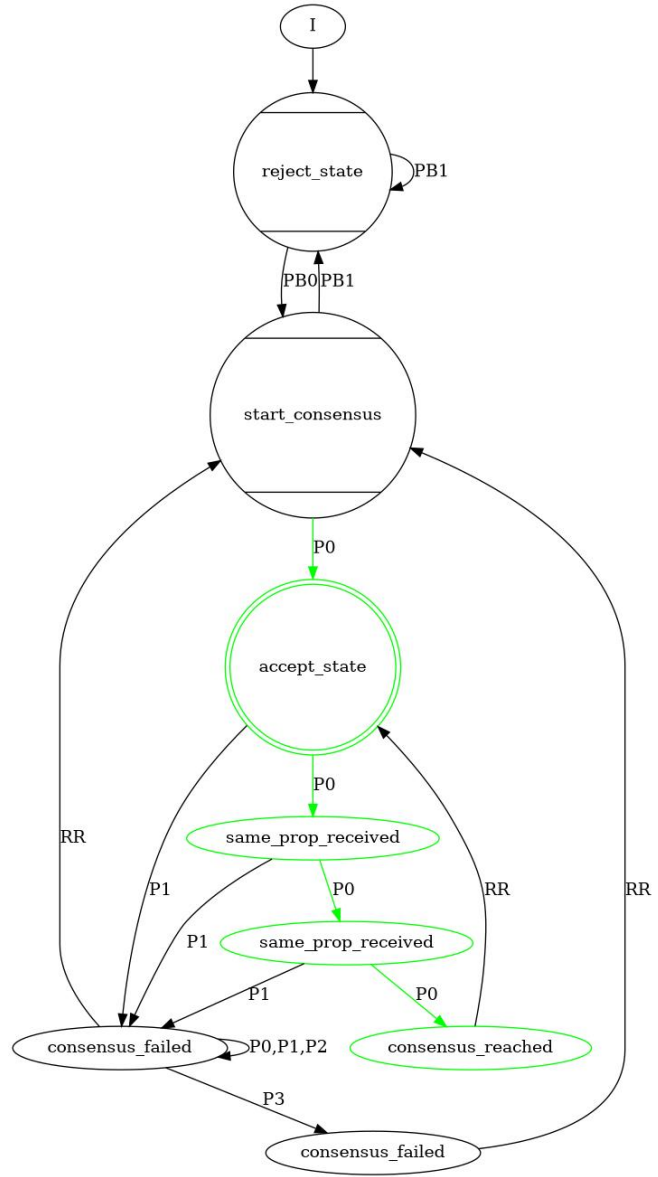 I
reject_state
PB1
PB0
PB1
start_consensus
P0
accept_state
P0
RR
same_prop_received
P1
P0
RR
RR
P1
same_prop_received
P1
P0
consensus_failed
P0,P1,P2
consensus_reached
P3
consensus_failed